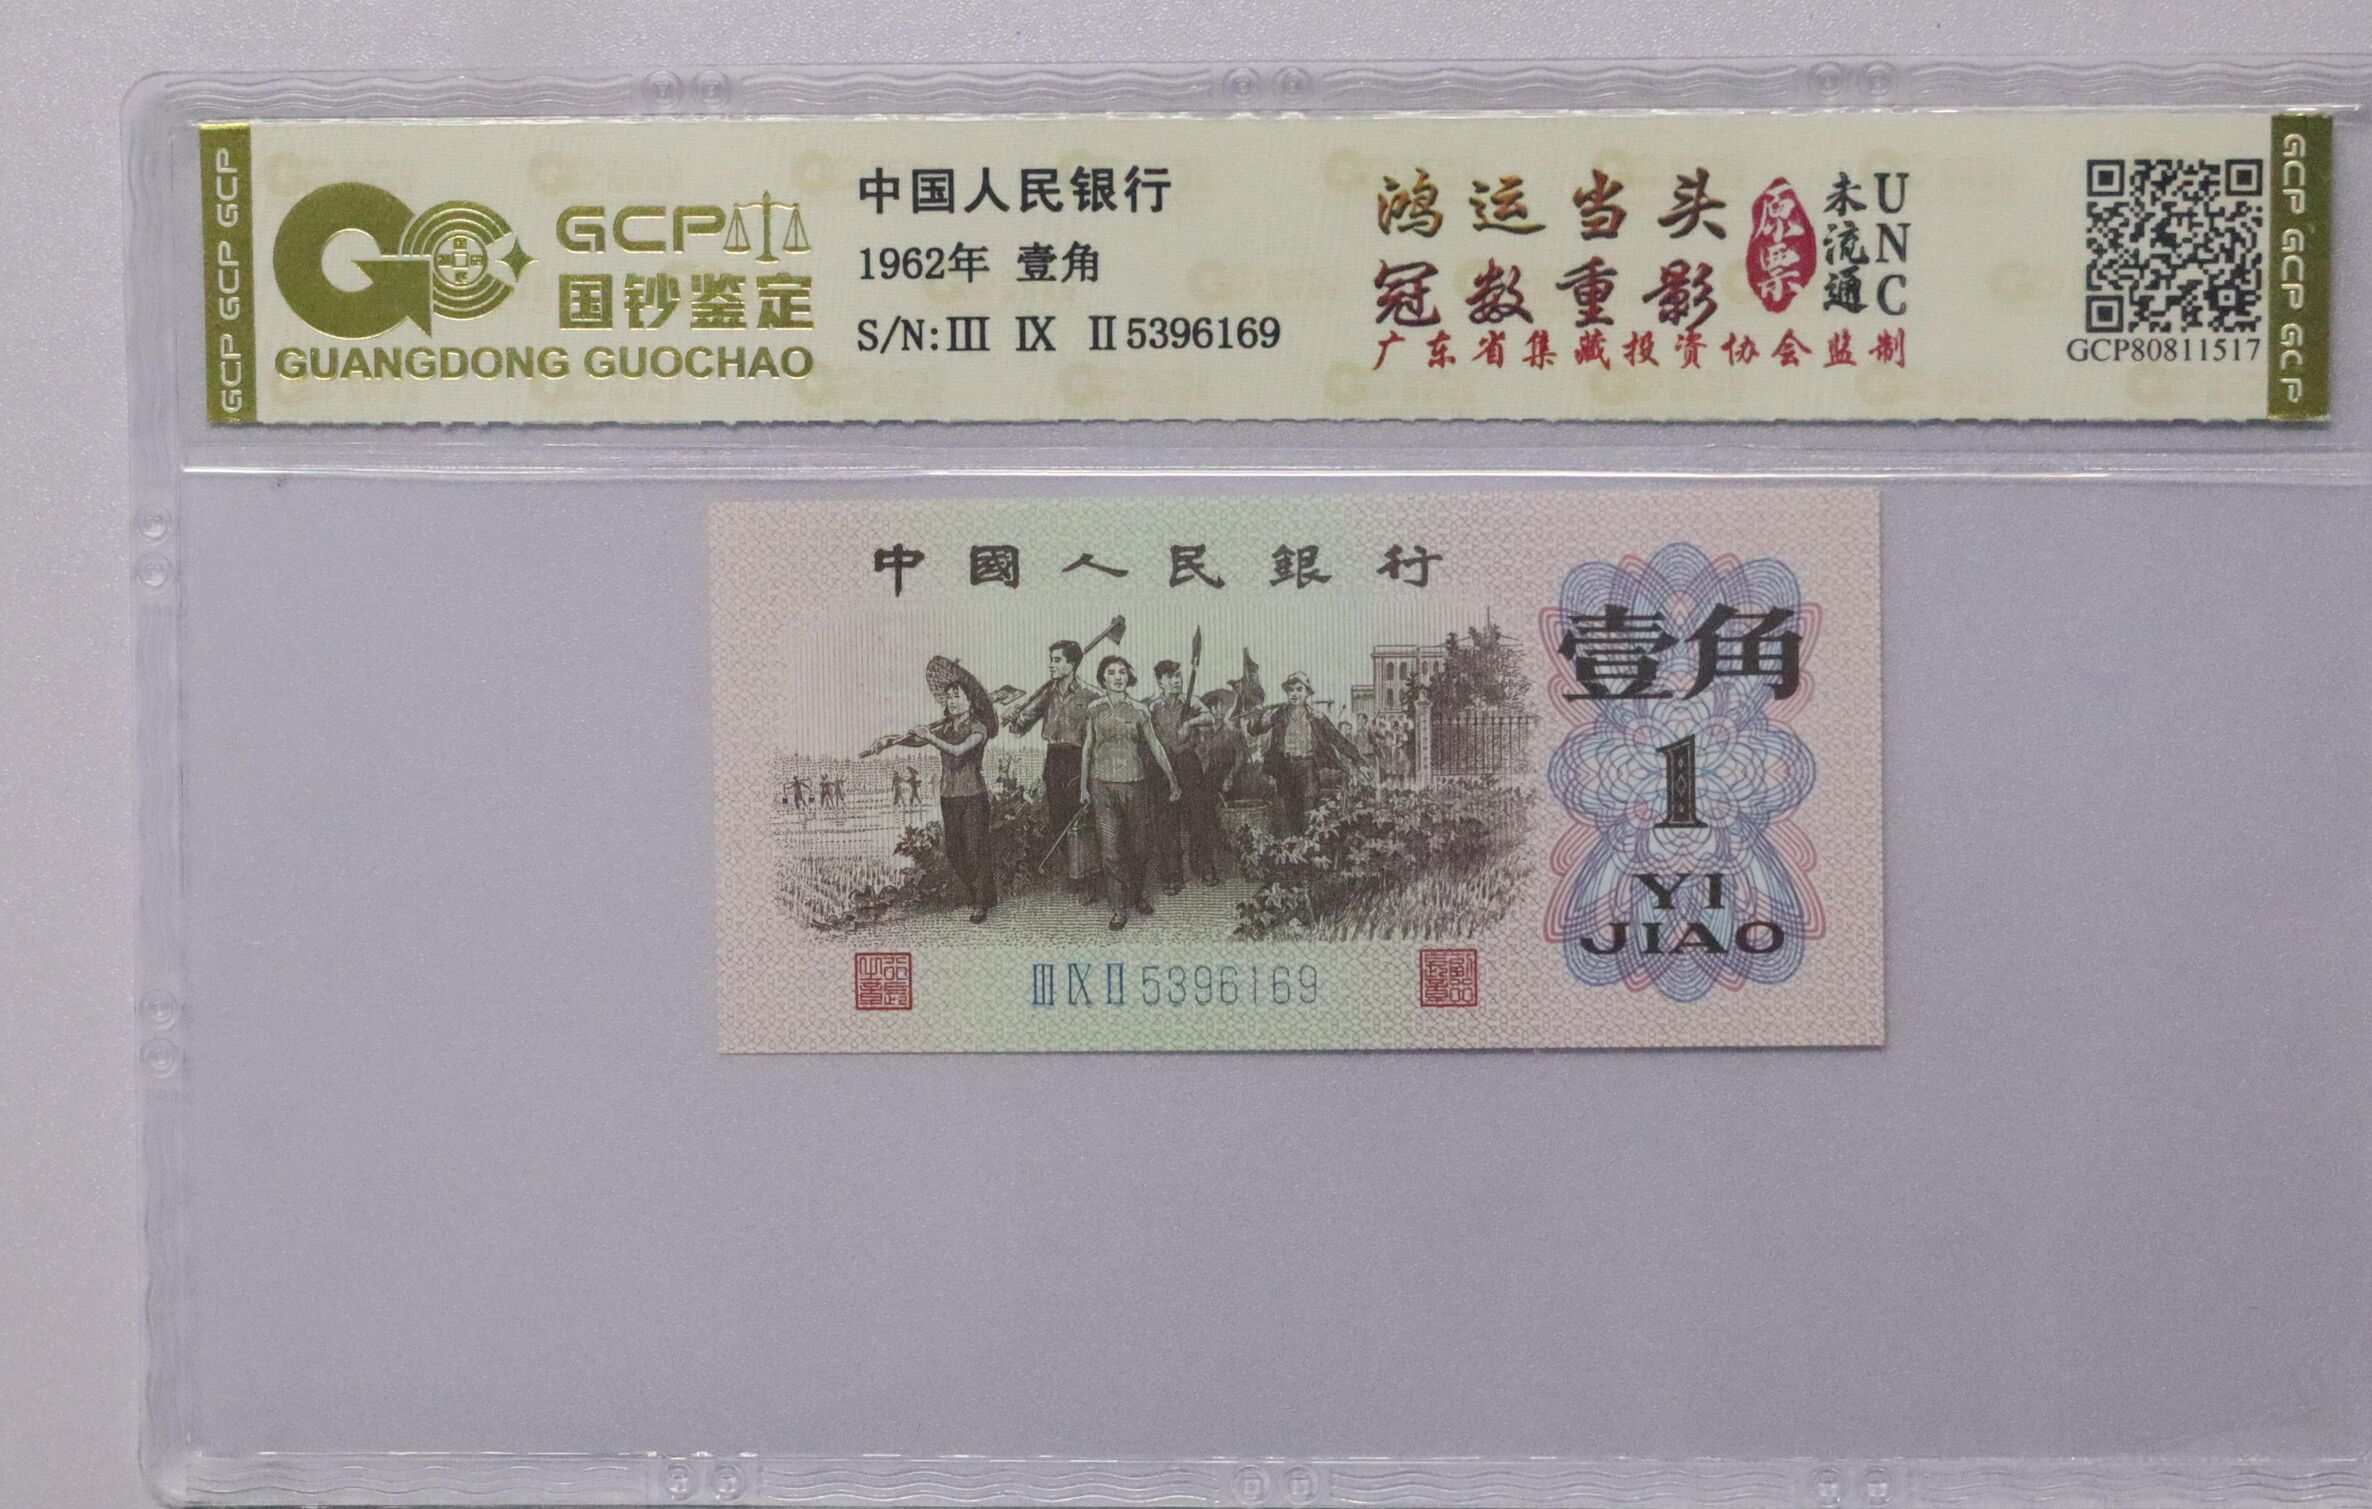 GCP GCP GCP
GCP
国钞鉴定
GUANGDONG GUOCHAO
中国人民银行
1962年 壹角
S/N:III IX II 5396169
鸿运当头
冠数重影
原票
未流通
UNC
广东省集藏投资协会监制
GCP80811517
GCP GCP GCP
中國人民銀行
壹角
1
YI
JIAO
III IX II 5396169